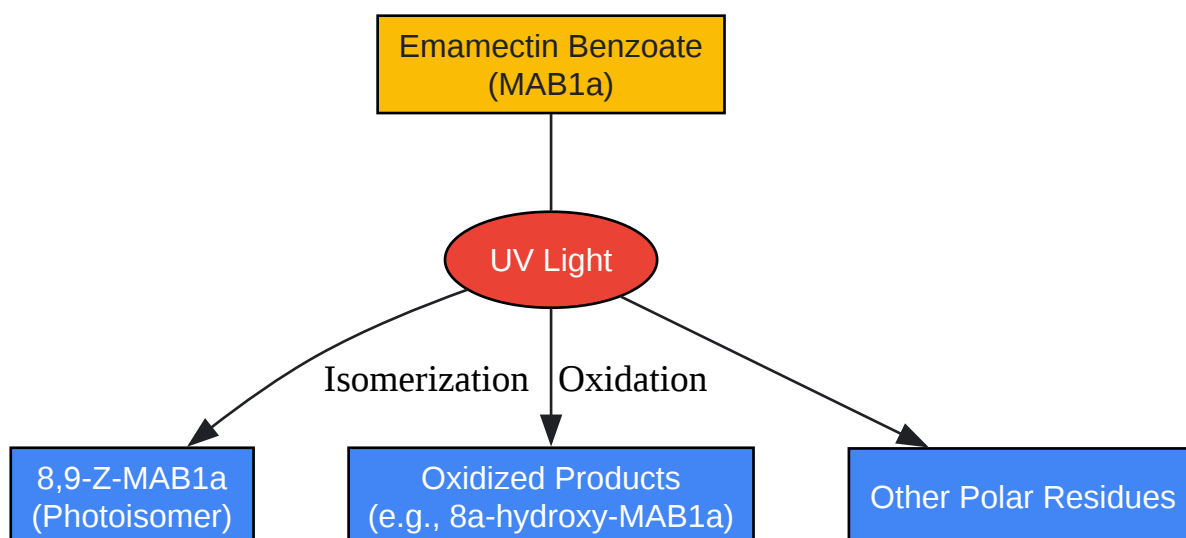 Emamectin Benzoate
(MAB1a)
UV Light
Isomerization
Oxidation
8,9-Z-MAB1a
(Photoisomer)
Oxidized Products
(e.g., 8a-hydroxy-MAB1a)
Other Polar Residues